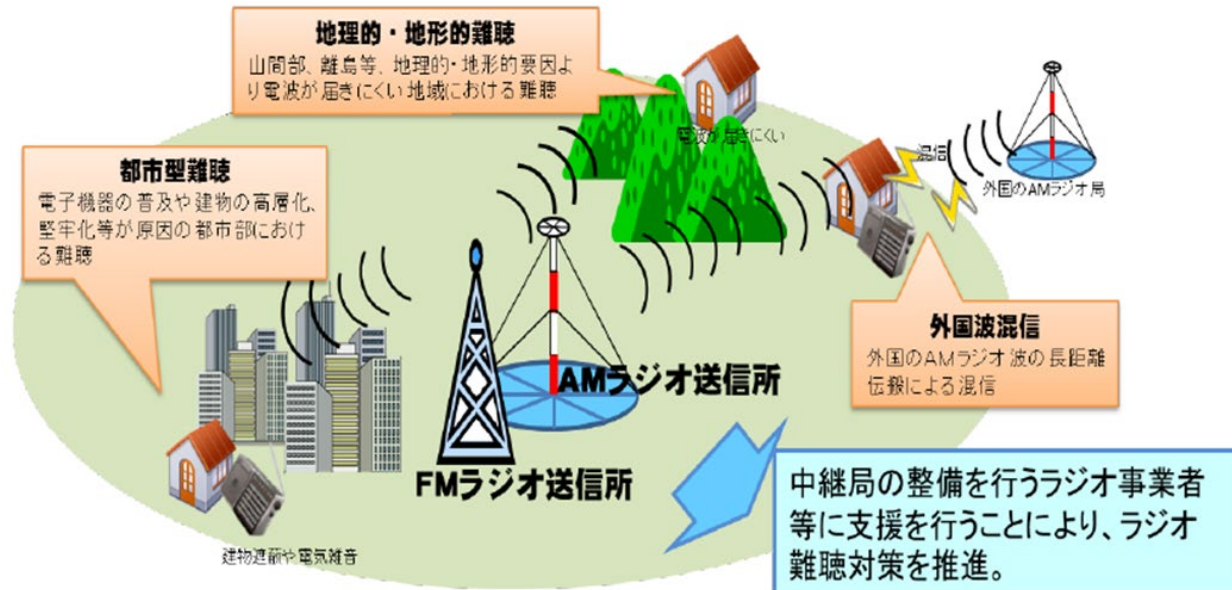 地理的・地形的難聴
山間部、離島等、地理的・地形的要因よ
り電波が届きにくい地域における難聴
電波が届きにくい
混信
外国のAMラジオ局
都市型難聴
電子機器の普及や建物の高層化、
堅牢化等が原因の都市部におけ
る難聴
外国波混信
外国のAMラジオ波の長距離
伝搬による混信
AMラジオ送信所
FMラジオ送信所
建物遮蔽や電気雑音
中継局の整備を行うラジオ事業者
等に支援を行うことにより、ラジオ
難聴対策を推進。